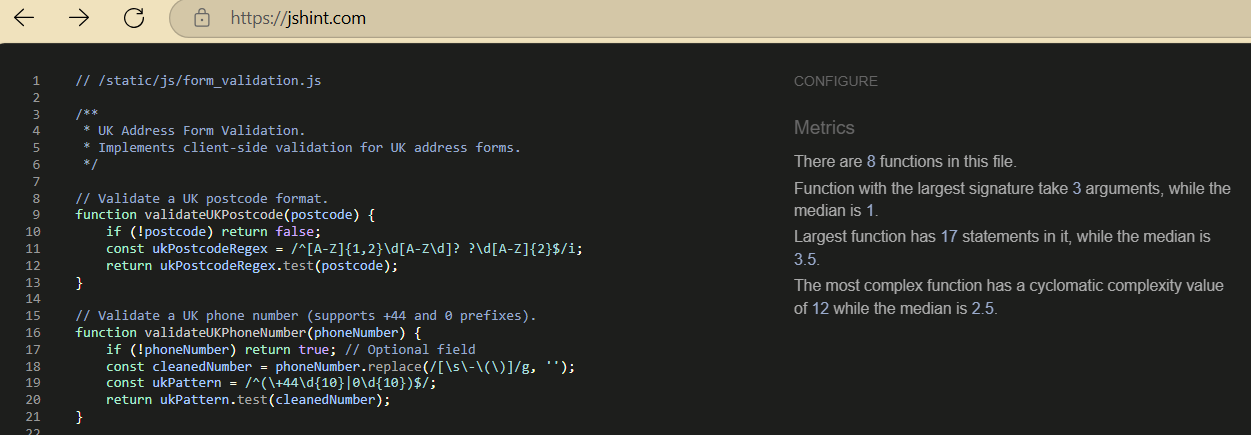 https://jshint.com
1 // /static/js/form_validation.js
2
3 /**
4  * UK Address Form Validation.
5  * Implements client-side validation for UK address forms.
6  */
7
8 // Validate a UK postcode format.
9 function validateUKPostcode(postcode) {
10     if (!postcode) return false;
11     const ukPostcodeRegex = /^[A-Z]{1,2}\d[A-Z\d]? ?\d[A-Z]{2}$/i;
12     return ukPostcodeRegex.test(postcode);
13 }
14
15 // Validate a UK phone number (supports +44 and 0 prefixes).
16 function validateUKPhoneNumber(phoneNumber) {
17     if (!phoneNumber) return true; // Optional field
18     const cleanedNumber = phoneNumber.replace(/[\s\-\(\)]/g, '');
19     const ukPattern = /^(\+44\d{10}|0\d{10})$/;
20     return ukPattern.test(cleanedNumber);
21 }
22
CONFIGURE
Metrics
There are 8 functions in this file.
Function with the largest signature take 3 arguments, while the
median is 1.
Largest function has 17 statements in it, while the median is
3.5.
The most complex function has a cyclomatic complexity value
of 12 while the median is 2.5.